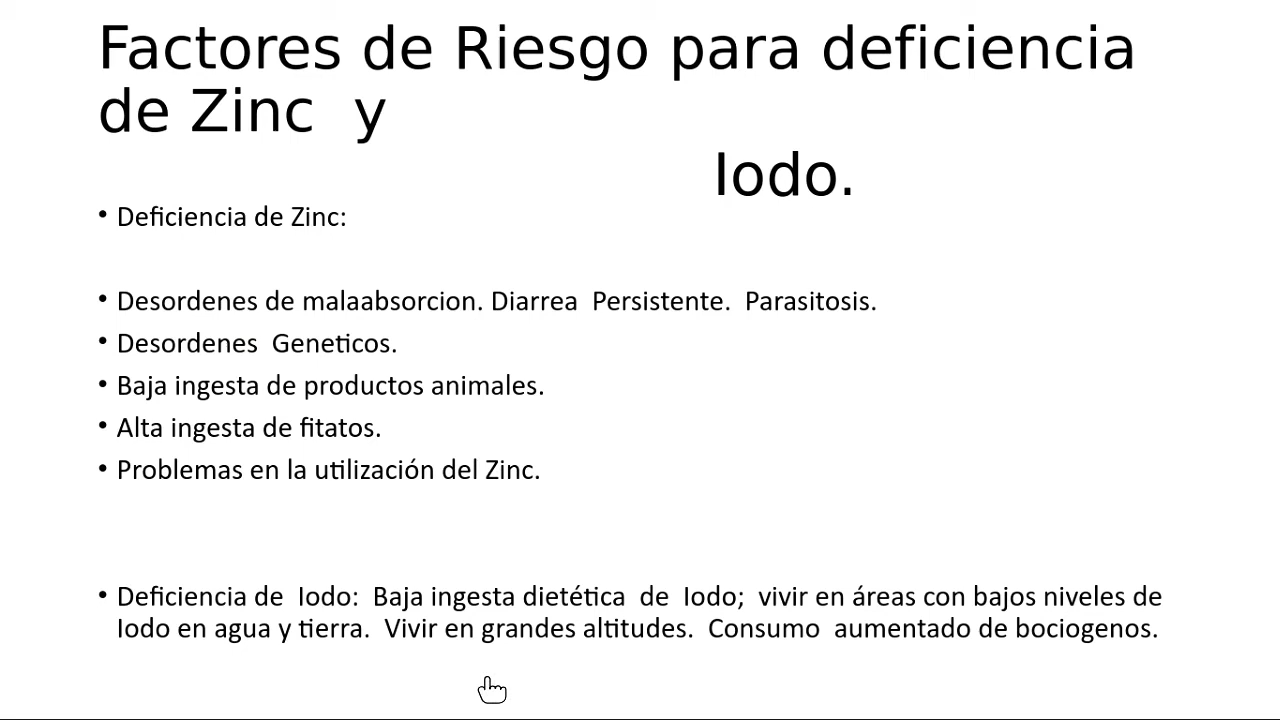 Factores de Riesgo para deficiencia
de Zinc  y
Iodo.
• Deficiencia de Zinc:
• Desordenes de malaabsorcion. Diarrea  Persistente.  Parasitosis.
• Desordenes  Geneticos.
• Baja ingesta de productos animales.
• Alta ingesta de fitatos.
• Problemas en la utilización del Zinc.
• Deficiencia de  Iodo:  Baja ingesta dietética  de  Iodo;  vivir en áreas con bajos niveles de
Iodo en agua y tierra.  Vivir en grandes altitudes.  Consumo  aumentado de bociogenos.